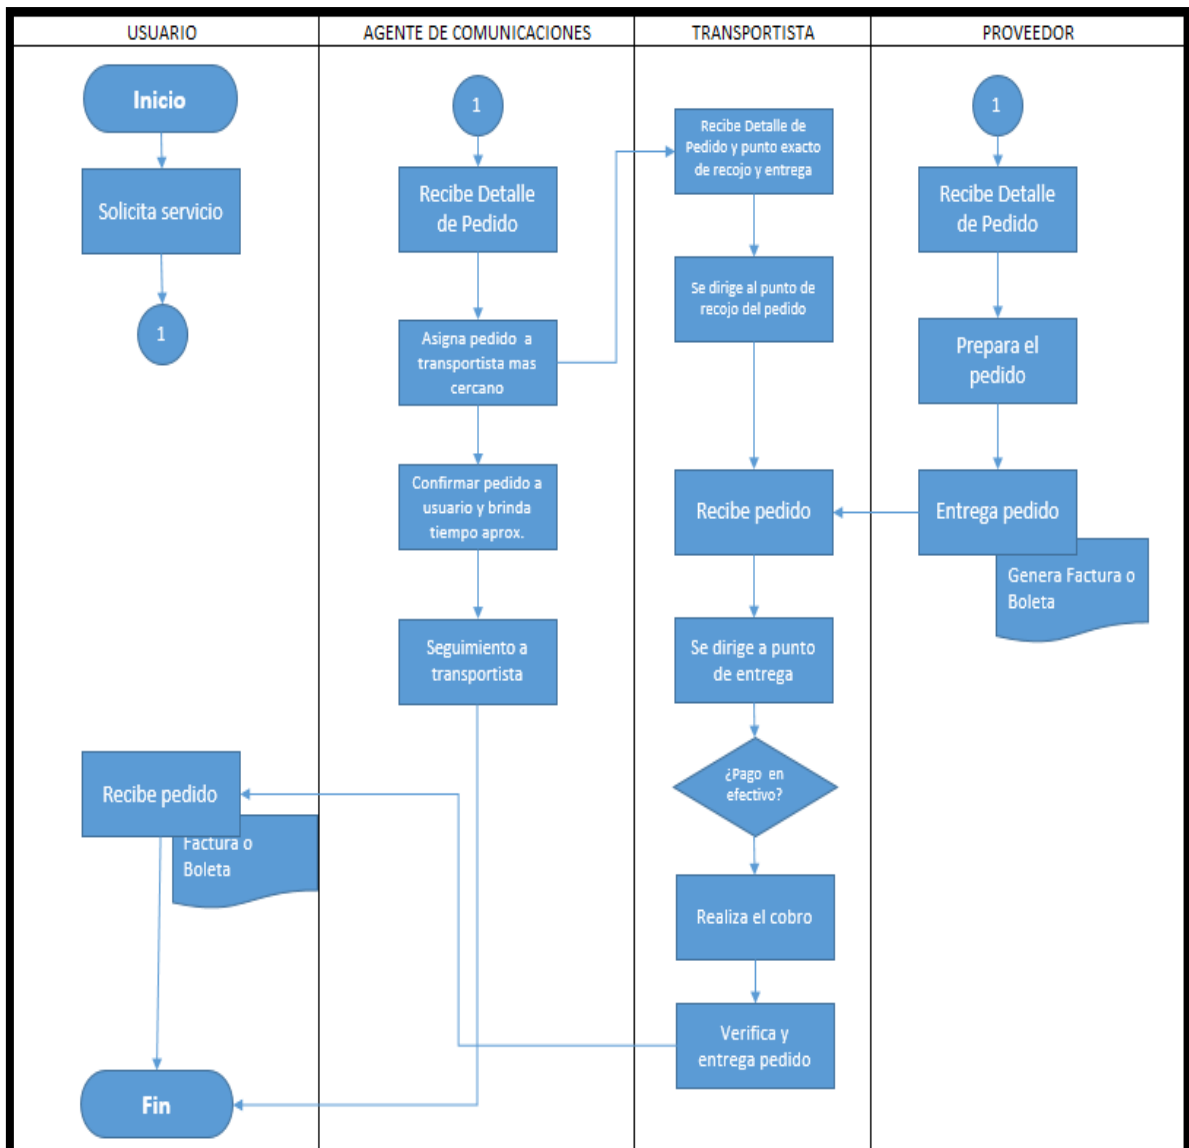 USUARIO
AGENTE DE COMUNICACIONES
TRANSPORTISTA
PROVEEDOR
Inicio
Solicita servicio
1
1
Recibe Detalle
de Pedido
Asigna pedido a
transportista mas
cercano
Confirmar pedido a
usuario y brinda
tiempo aprox.
Seguimiento a
transportista
Recibe Detalle de
Pedido y punto exacto
de recojo y entrega
Se dirige al punto de
recojo del pedido
Recibe pedido
Se dirige a punto
de entrega
¿Pago en
efectivo?
Realiza el cobro
Verifica y
entrega pedido
1
Recibe Detalle
de Pedido
Prepara el
pedido
Entrega pedido
Genera Factura o
Boleta
Recibe pedido
Factura o
Boleta
Fin